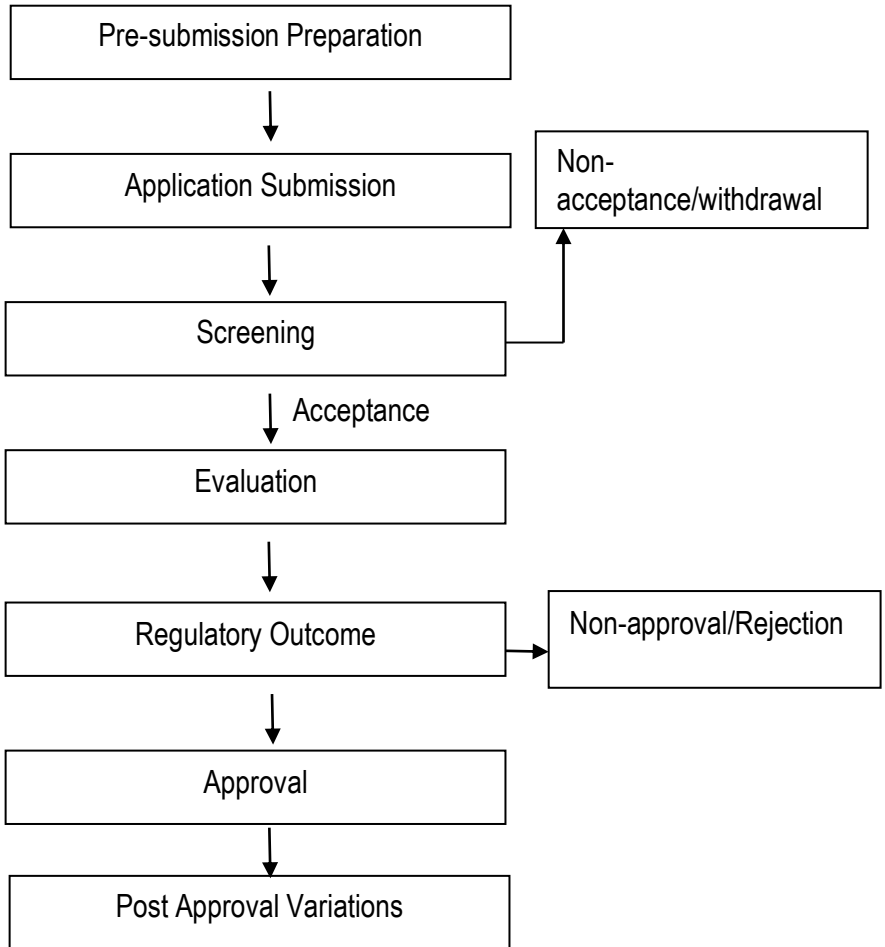 Pre-submission Preparation
Application Submission
Non-
acceptance/withdrawal
Screening
Acceptance
Evaluation
Regulatory Outcome
Non-approval/Rejection
Approval
Post Approval Variations